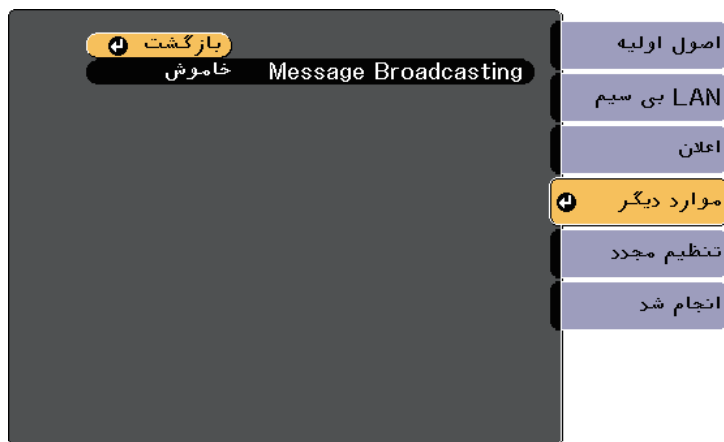 اصول اولیه
LAN بی سیم
اعلان
موارد دیگر
تنظیم مجدد
انجام شد
بازگشت
Message Broadcasting خاموش